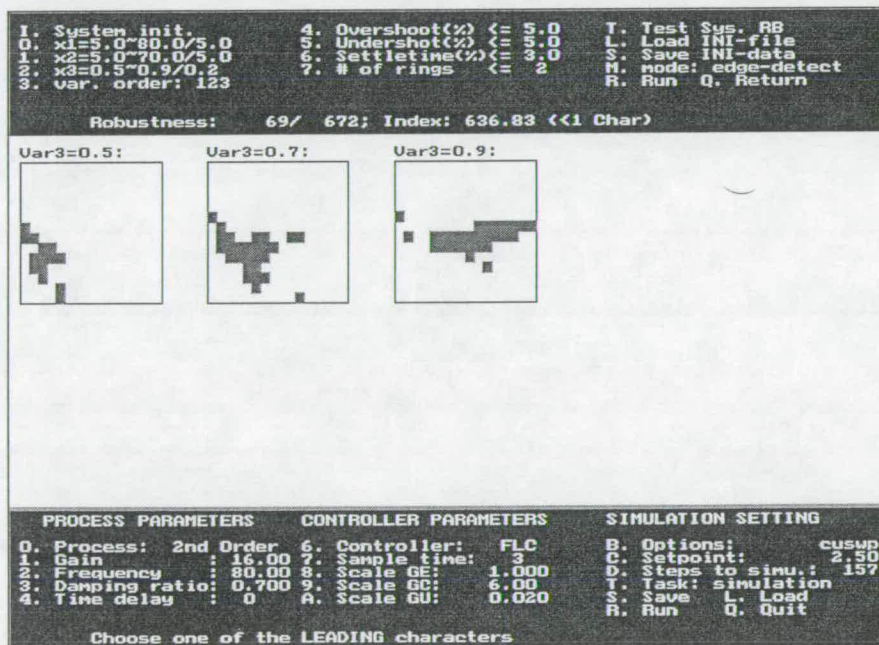 I. System init. 4. Overshoot(%) <= 5.0 T. Test Sys. RB
0. x1=5.0~80.0/5.0 5. Undershot(%) <= 5.0 L. Load INI-file
1. x2=5.0~70.0/5.0 6. Settletime(%)<= 3.0 S. Save INI-data
2. x3=0.5~0.9/0.2 7. # of rings <= 2 M. mode: edge-detect
3. var. order: 123 R. Run Q. Return
Robustness: 69/ 672; Index: 636.83 (<1 Char)
Var3=0.5: Var3=0.7: Var3=0.9:
PROCESS PARAMETERS CONTROLLER PARAMETERS SIMULATION SETTING
0. Process: 2nd Order 6. Controller: FLC B. Options: cuswp
1. Gain : 16.00 7. Sample time: 3 C. Setpoint: 2.50
2. Frequency : 80.00 8. Scale GE: 1.000 D. Steps to simu.: 157
3. Damping ratio: 0.700 9. Scale GC: 6.00 T. Task: simulation
4. Time delay : 0 A. Scale GU: 0.020 S. Save L. Load
R. Run Q. Quit
Choose one of the LEADING characters